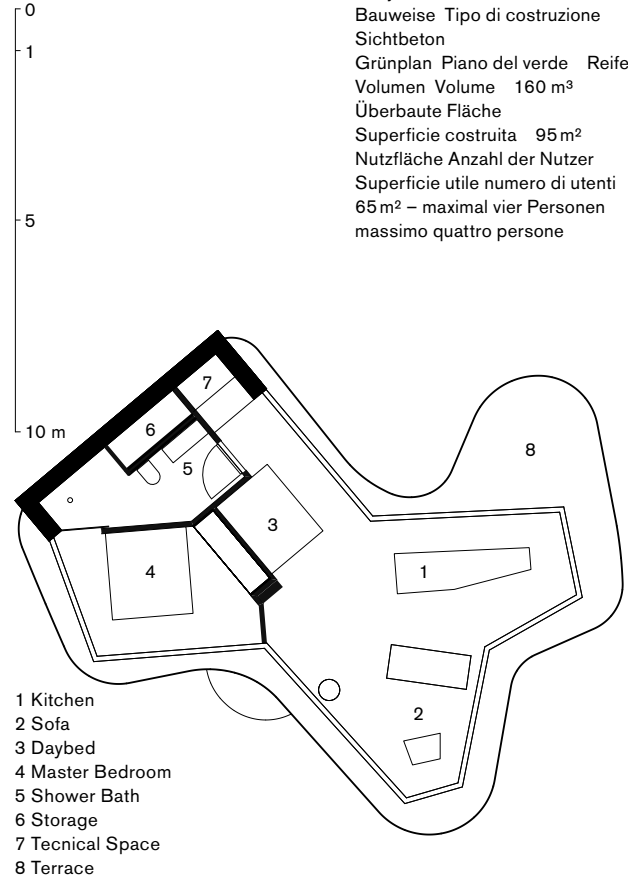 0
1
5
10 m
Bauweise Tipo di costruzione
Sichtbeton
Grünplan Piano del verde Reife
Volumen Volume 160 m³
Überbaute Fläche
Superficie costruita 95 m²
Nutzfläche Anzahl der Nutzer
Superficie utile numero di utenti
65 m² – maximal vier Personen
massimo quattro persone
7
6
5
8
3
4
1
2
1 Kitchen
2 Sofa
3 Daybed
4 Master Bedroom
5 Shower Bath
6 Storage
7 Tecnical Space
8 Terrace